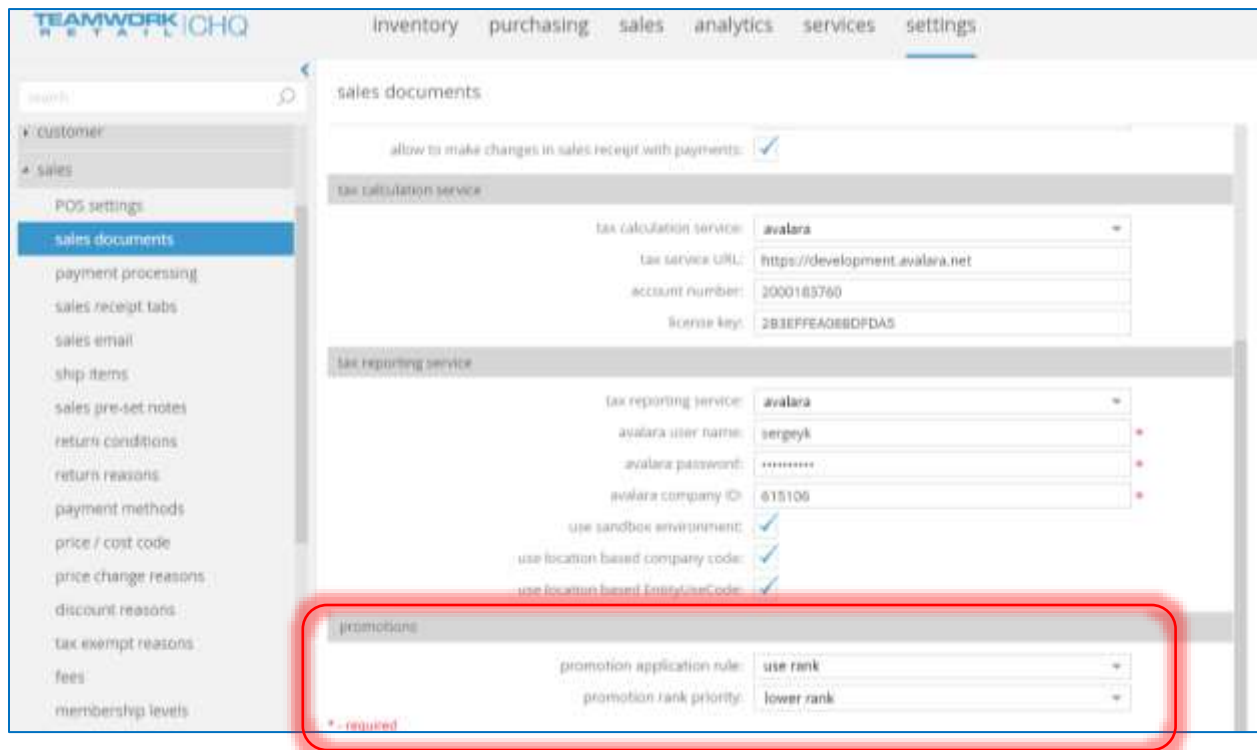 TEAMWORK CHQ
RETAIL
inventory purchasing sales analytics services settings
search
sales documents
customer
sales
POS settings
sales documents
payment processing
sales receipt tabs
sales email
ship items
sales pre-set notes
return conditions
return reasons
payment methods
price / cost code
price change reasons
discount reasons
tax exempt reasons
fees
membership levels
allow to make changes in sales receipt with payments:
tax calculation service
tax calculation service: avalara
tax service URL: https://development.avalara.net
account number: 2000183760
license key:
tax reporting service
tax reporting service: avalara
avalara user name: sergeyk *
avalara password: •••••••••• *
avalara company ID: 615106 *
use sandbox environment:
use location based company code:
use location based EntityUseCode:
promotions
promotion application rule: use rank
promotion rank priority: lower rank
* - required